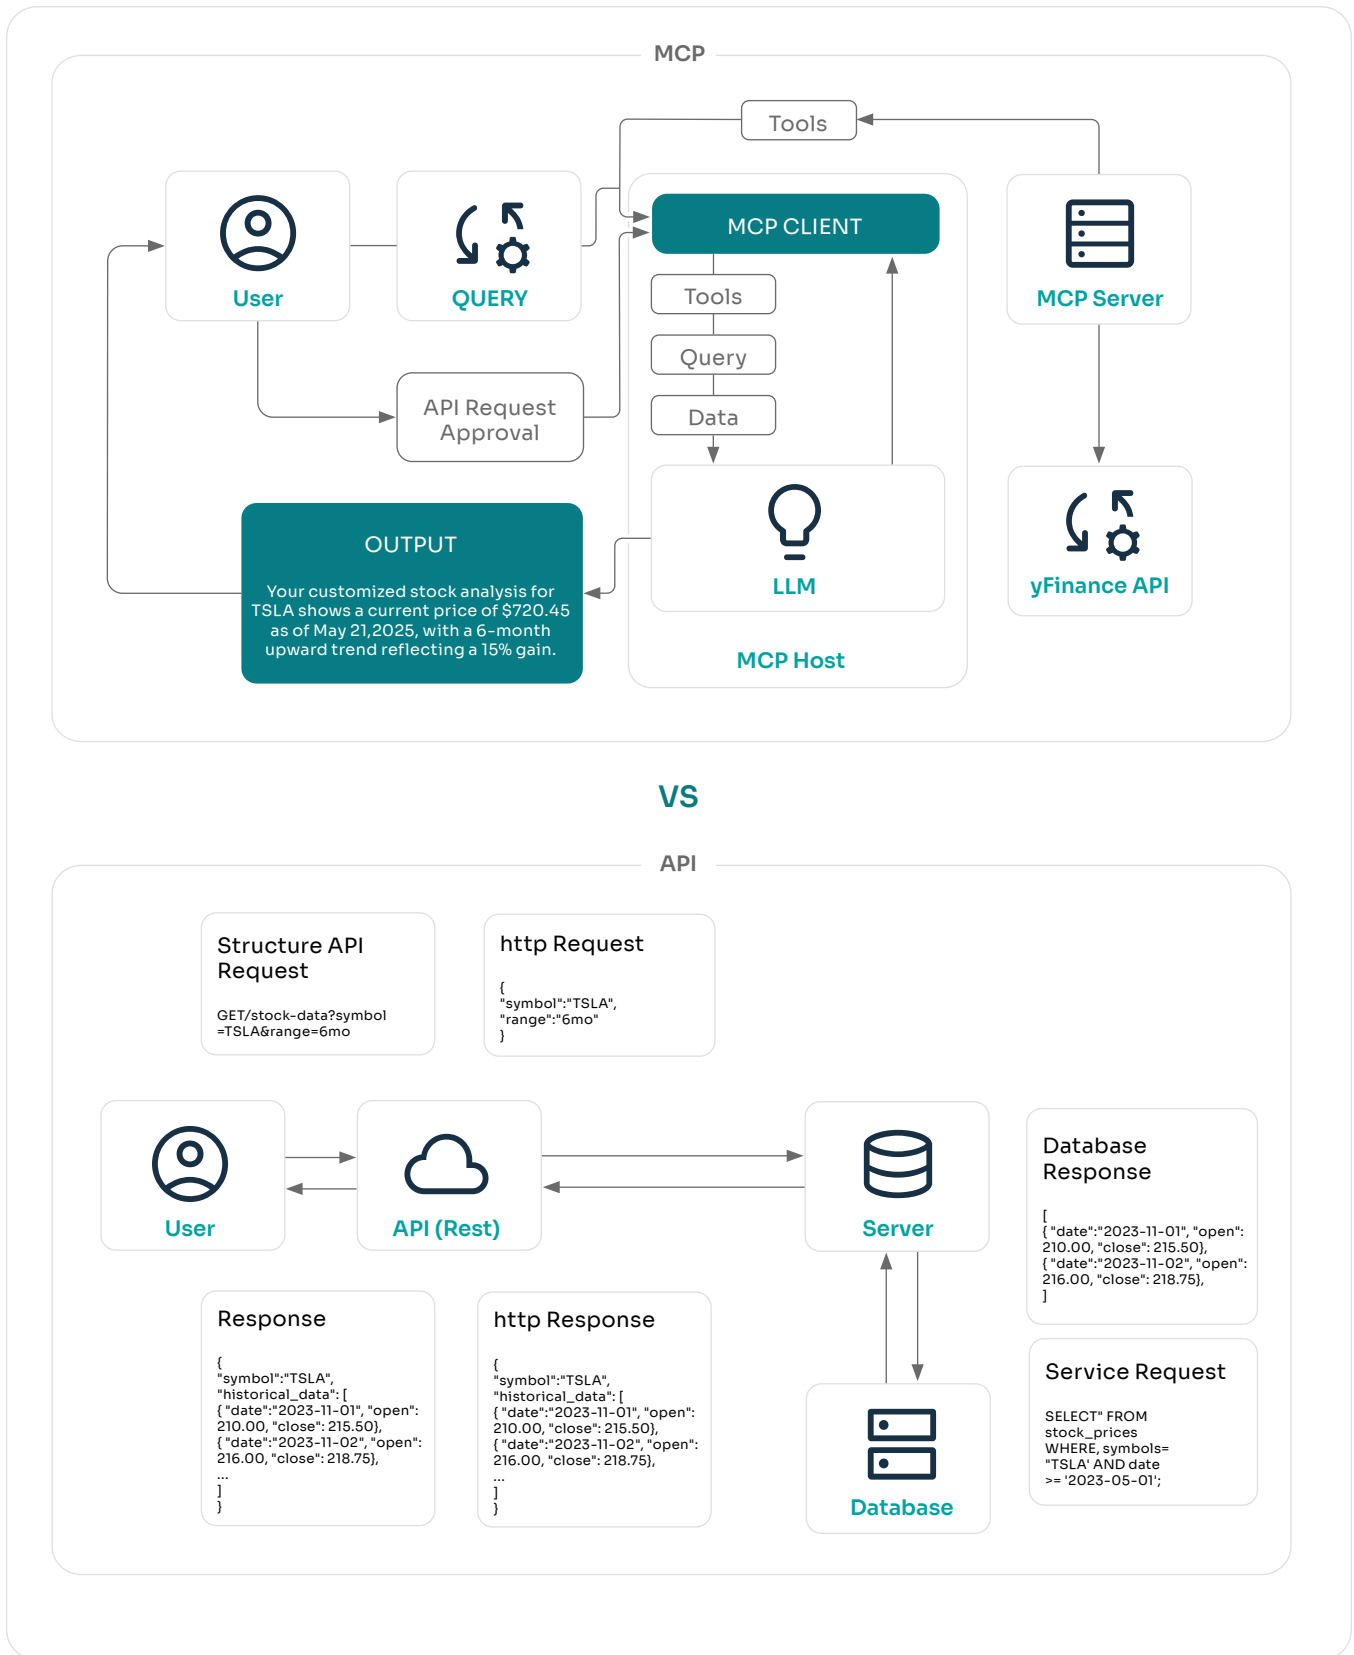 MCP
Tools
MCP CLIENT
User
QUERY
Tools
MCP Server
Query
API Request
Approval
Data
OUTPUT
Your customized stock analysis for
TSLA shows a current price of $720.45
as of May 21,2025, with a 6-month
upward trend reflecting a 15% gain.
LLM
yFinance API
MCP Host
VS
API
Structure API
Request
GET/stock-data?symbol
=TSLA&range=6mo
http Request
{
"symbol":"TSLA",
"range":"6mo"
}
User
API (Rest)
Server
Database
Response
[
{ "date":"2023-11-01", "open":
210.00, "close": 215.50},
{ "date":"2023-11-02", "open":
216.00, "close": 218.75},
]
Response
{
"symbol":"TSLA",
"historical_data": [
{ "date":"2023-11-01", "open":
210.00, "close": 215.50},
{ "date":"2023-11-02", "open":
216.00, "close": 218.75},
...
]
}
http Response
{
"symbol":"TSLA",
"historical_data": [
{ "date":"2023-11-01", "open":
210.00, "close": 215.50},
{ "date":"2023-11-02", "open":
216.00, "close": 218.75},
...
]
}
Database
Service Request
SELECT" FROM
stock_prices
WHERE, symbols=
"TSLA' AND date
>= '2023-05-01';